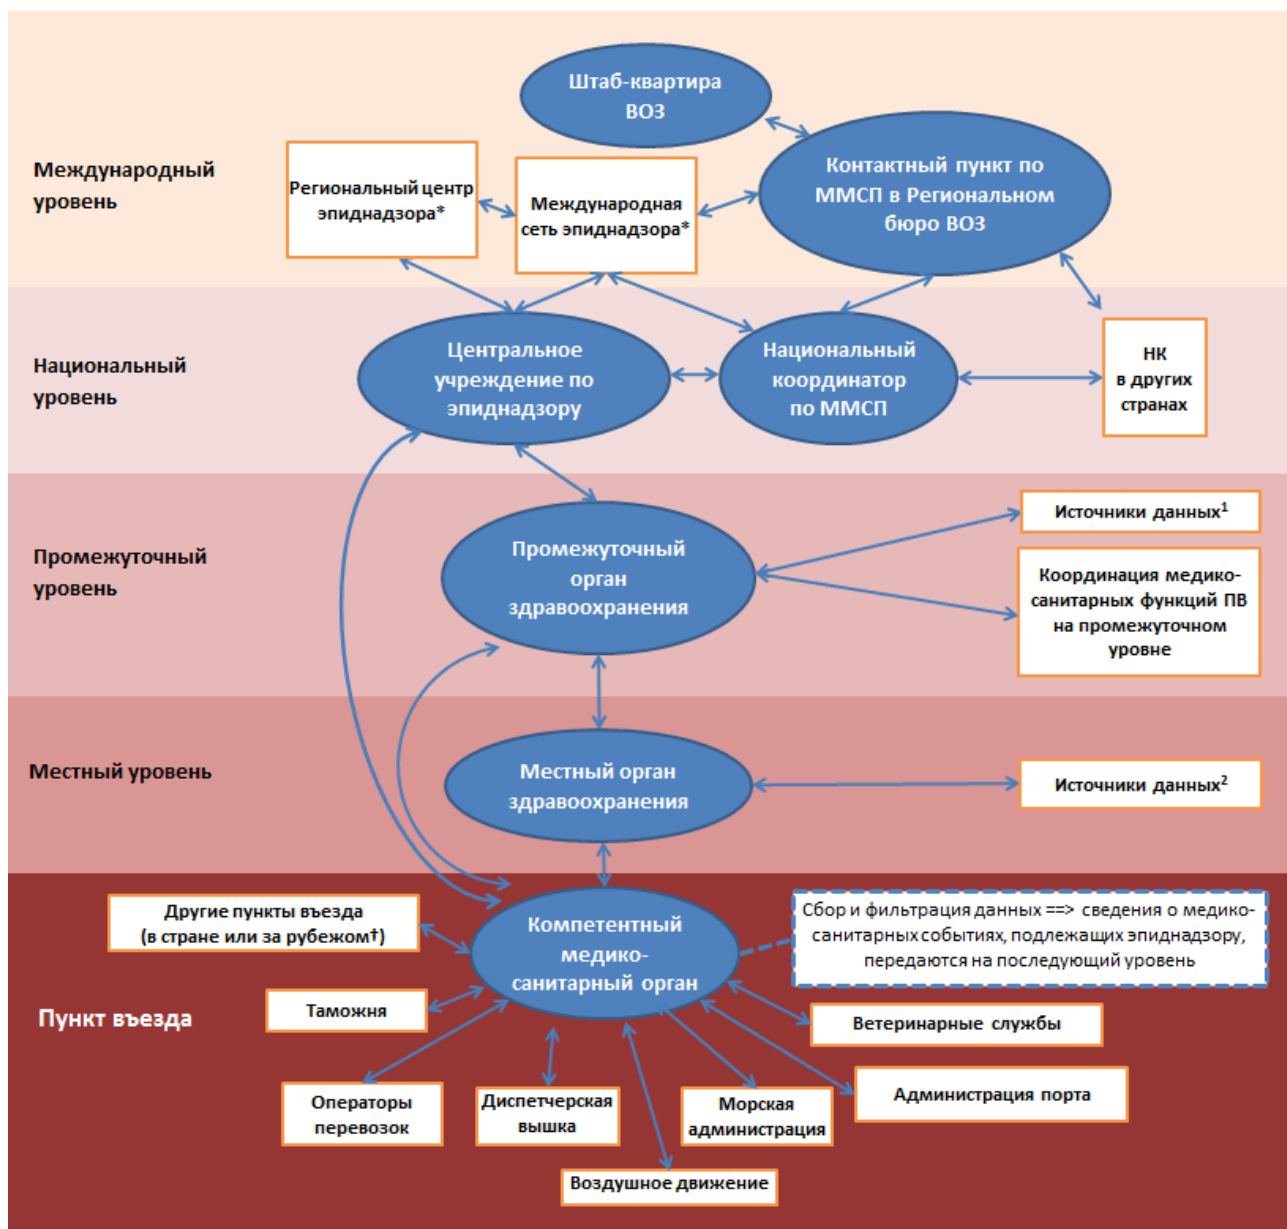 Штаб-квартира
ВОЗ
Международный
уровень
Региональный центр
эпиднадзора*
Международная
сеть эпиднадзора*
Контактный пункт по
ММСП в Региональном
бюро ВОЗ
Национальный
уровень
Центральное
учреждение по
эпиднадзору
Национальный
координатор
по ММСП
НК
в других
странах
Промежуточный
уровень
Промежуточный
орган
здравоохранения
Источники данных¹
Координация медико-
санитарных функций ПВ
на промежуточном
уровне
Местный уровень
Местный орган
здравоохранения
Источники данных²
Пункт въезда
Другие пункты въезда
(в стране или за рубежом†)
Компетентный
медико-
санитарный орган
Сбор и фильтрация данных ==> сведения о медико-
санитарных событиях, подлежащих эпиднадзору,
передаются на последующий уровень
Таможня
Ветеринарные службы
Операторы
перевозок
Диспетчерская
вышка
Морская
администрация
Администрация порта
Воздушное движение